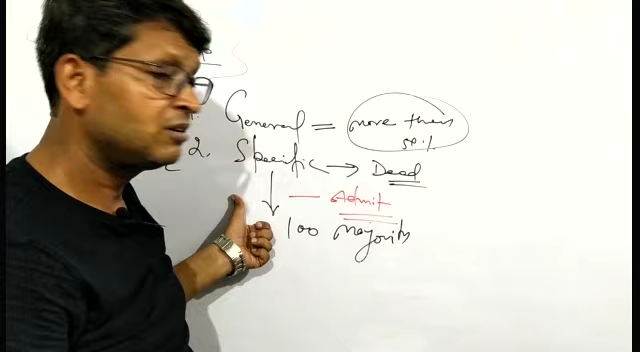 General = more than
50%
2. Specific → Dead
— Admit
100 majority